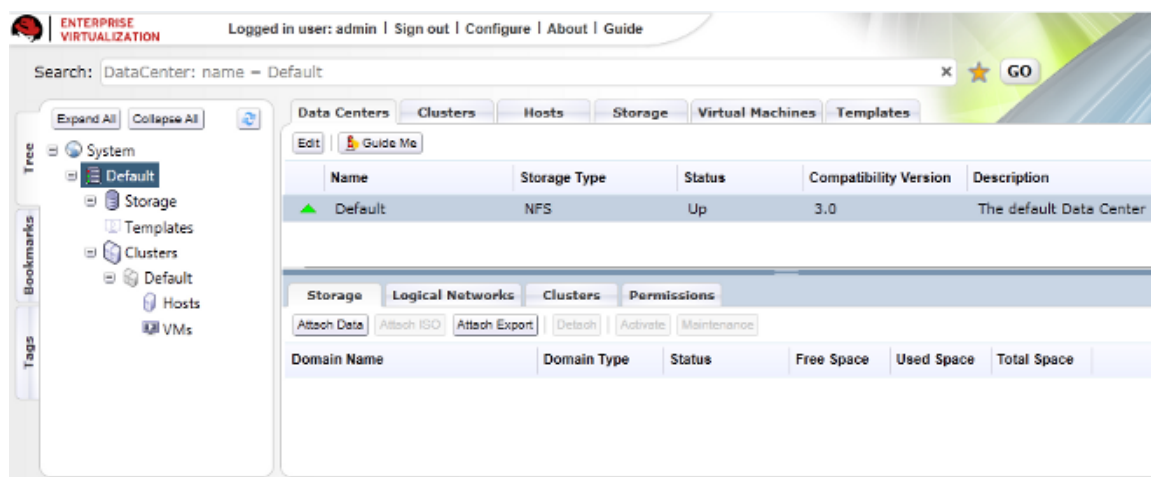 ENTERPRISE
VIRTUALIZATION
Logged in user: admin | Sign out | Configure | About | Guide
Search: DataCenter: name = Default
GO
Expand All Collapse All
Tree
Bookmarks
Tags
System
Default
Storage
Templates
Clusters
Default
Hosts
VMs
Data Centers Clusters Hosts Storage Virtual Machines Templates
Edit Guide Me
Name Storage Type Status Compatibility Version Description
Default NFS Up 3.0 The default Data Center
Storage Logical Networks Clusters Permissions
Attach Data Attach ISO Attach Export Detach Activate Maintenance
Domain Name Domain Type Status Free Space Used Space Total Space